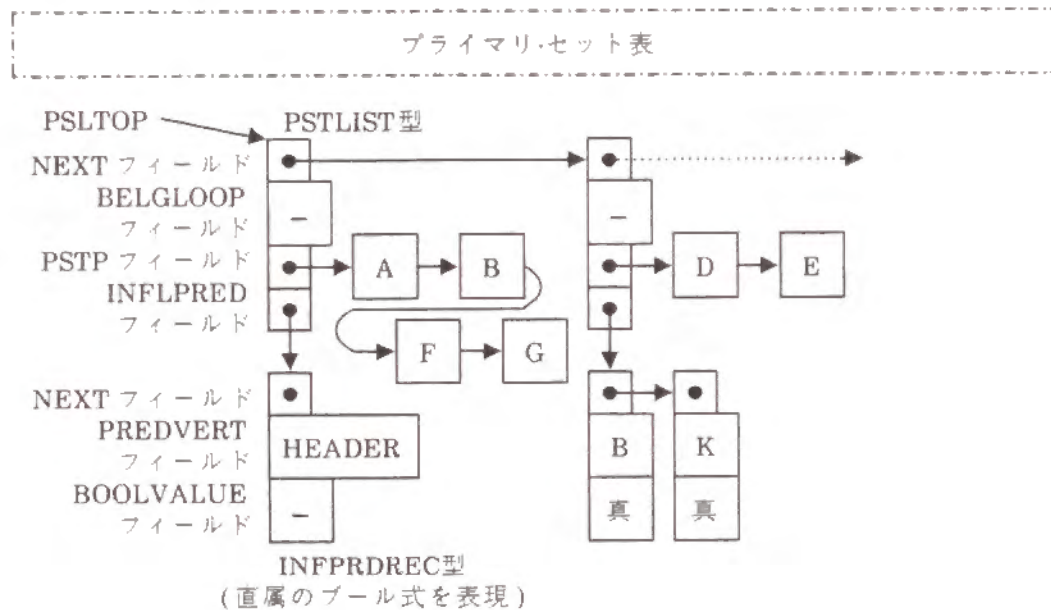 プライマリ・セット表
PSLTOP
PSTLIST型
NEXT フィールド
BELGLOOP
フィールド
–
–
PSTP フィールド
A
B
D
E
INFLPRED
フィールド
F
G
NEXT フィールド
PREDVERT
フィールド
HEADER
B
K
BOOLVALUE
フィールド
–
真
真
INFPRDREC型
(直属のブール式を表現)